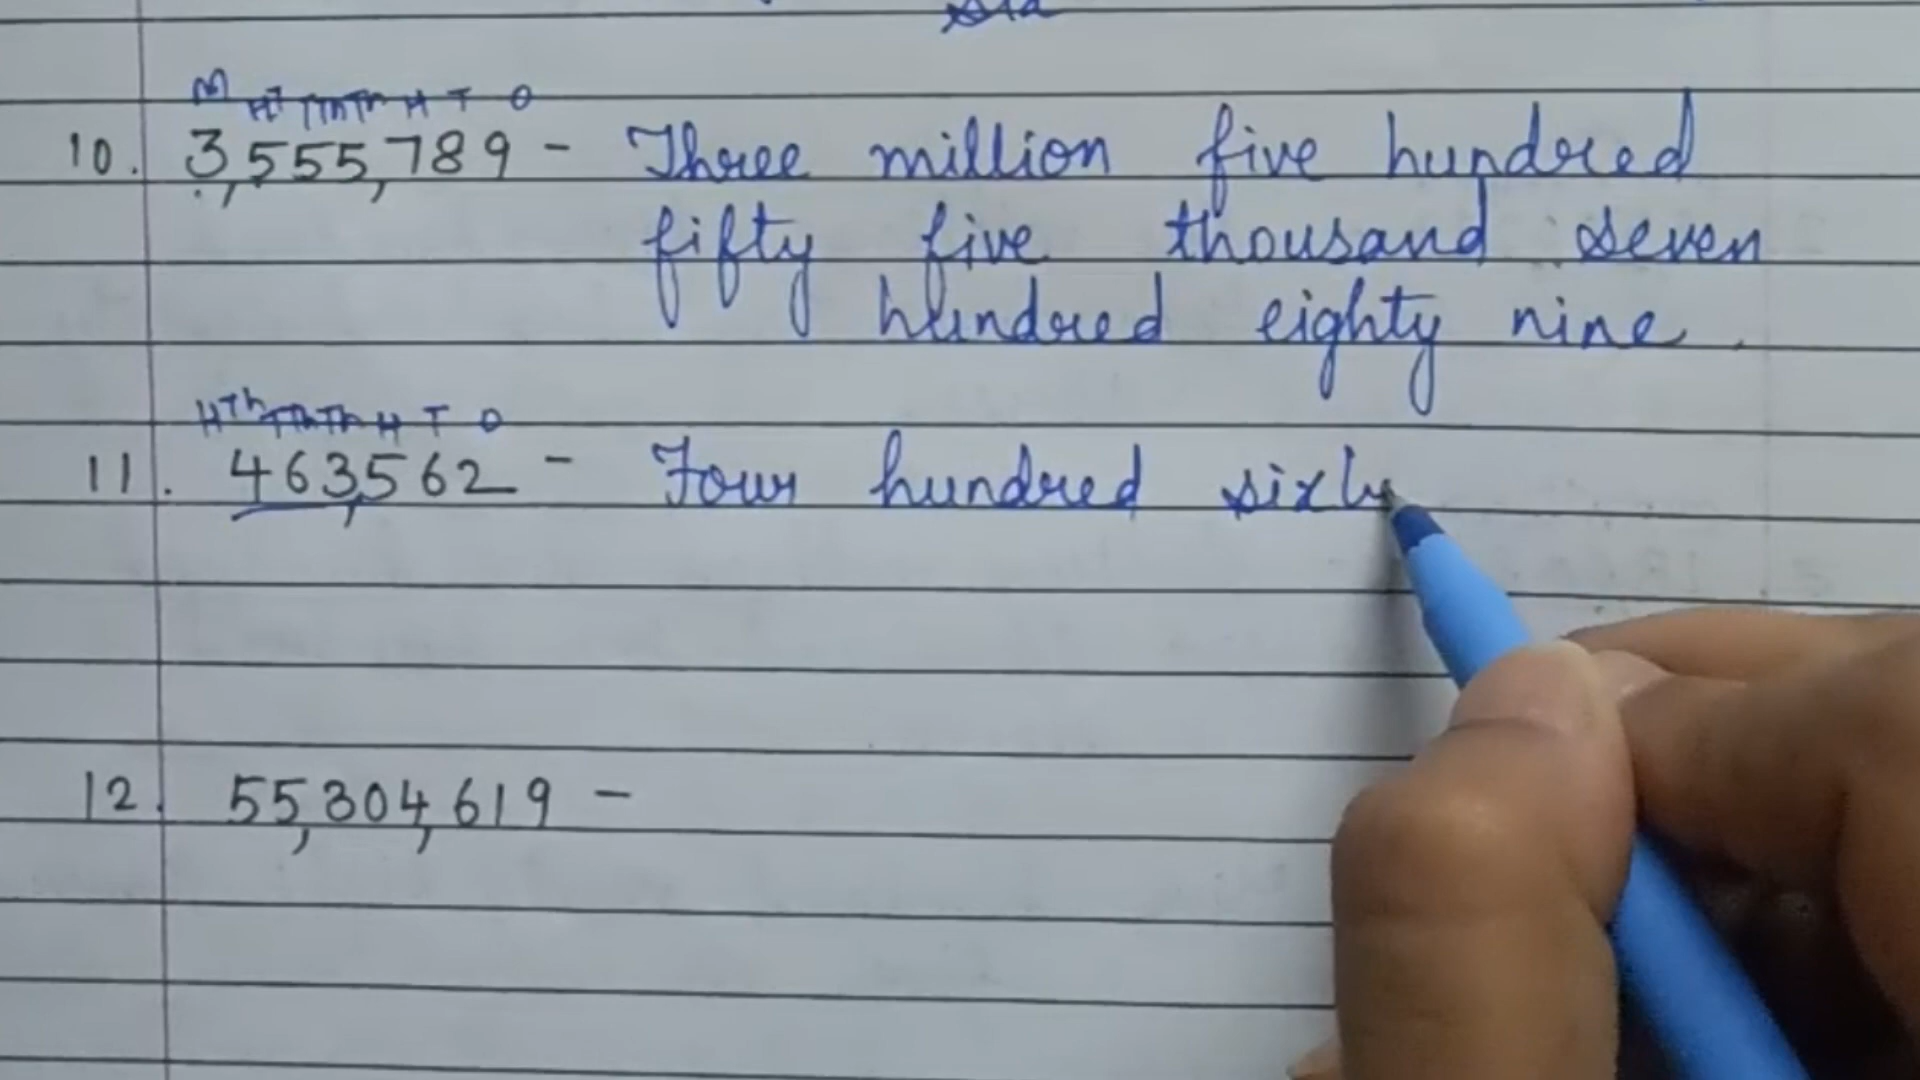 M HT TTh Th H T O
10. 3,555,789 - Three million five hundred
fifty five thousand seven
hundred eighty nine.
HTh TTh Th H T O
11. 463,562 - Four hundred sixty
12. 55,304,619 -